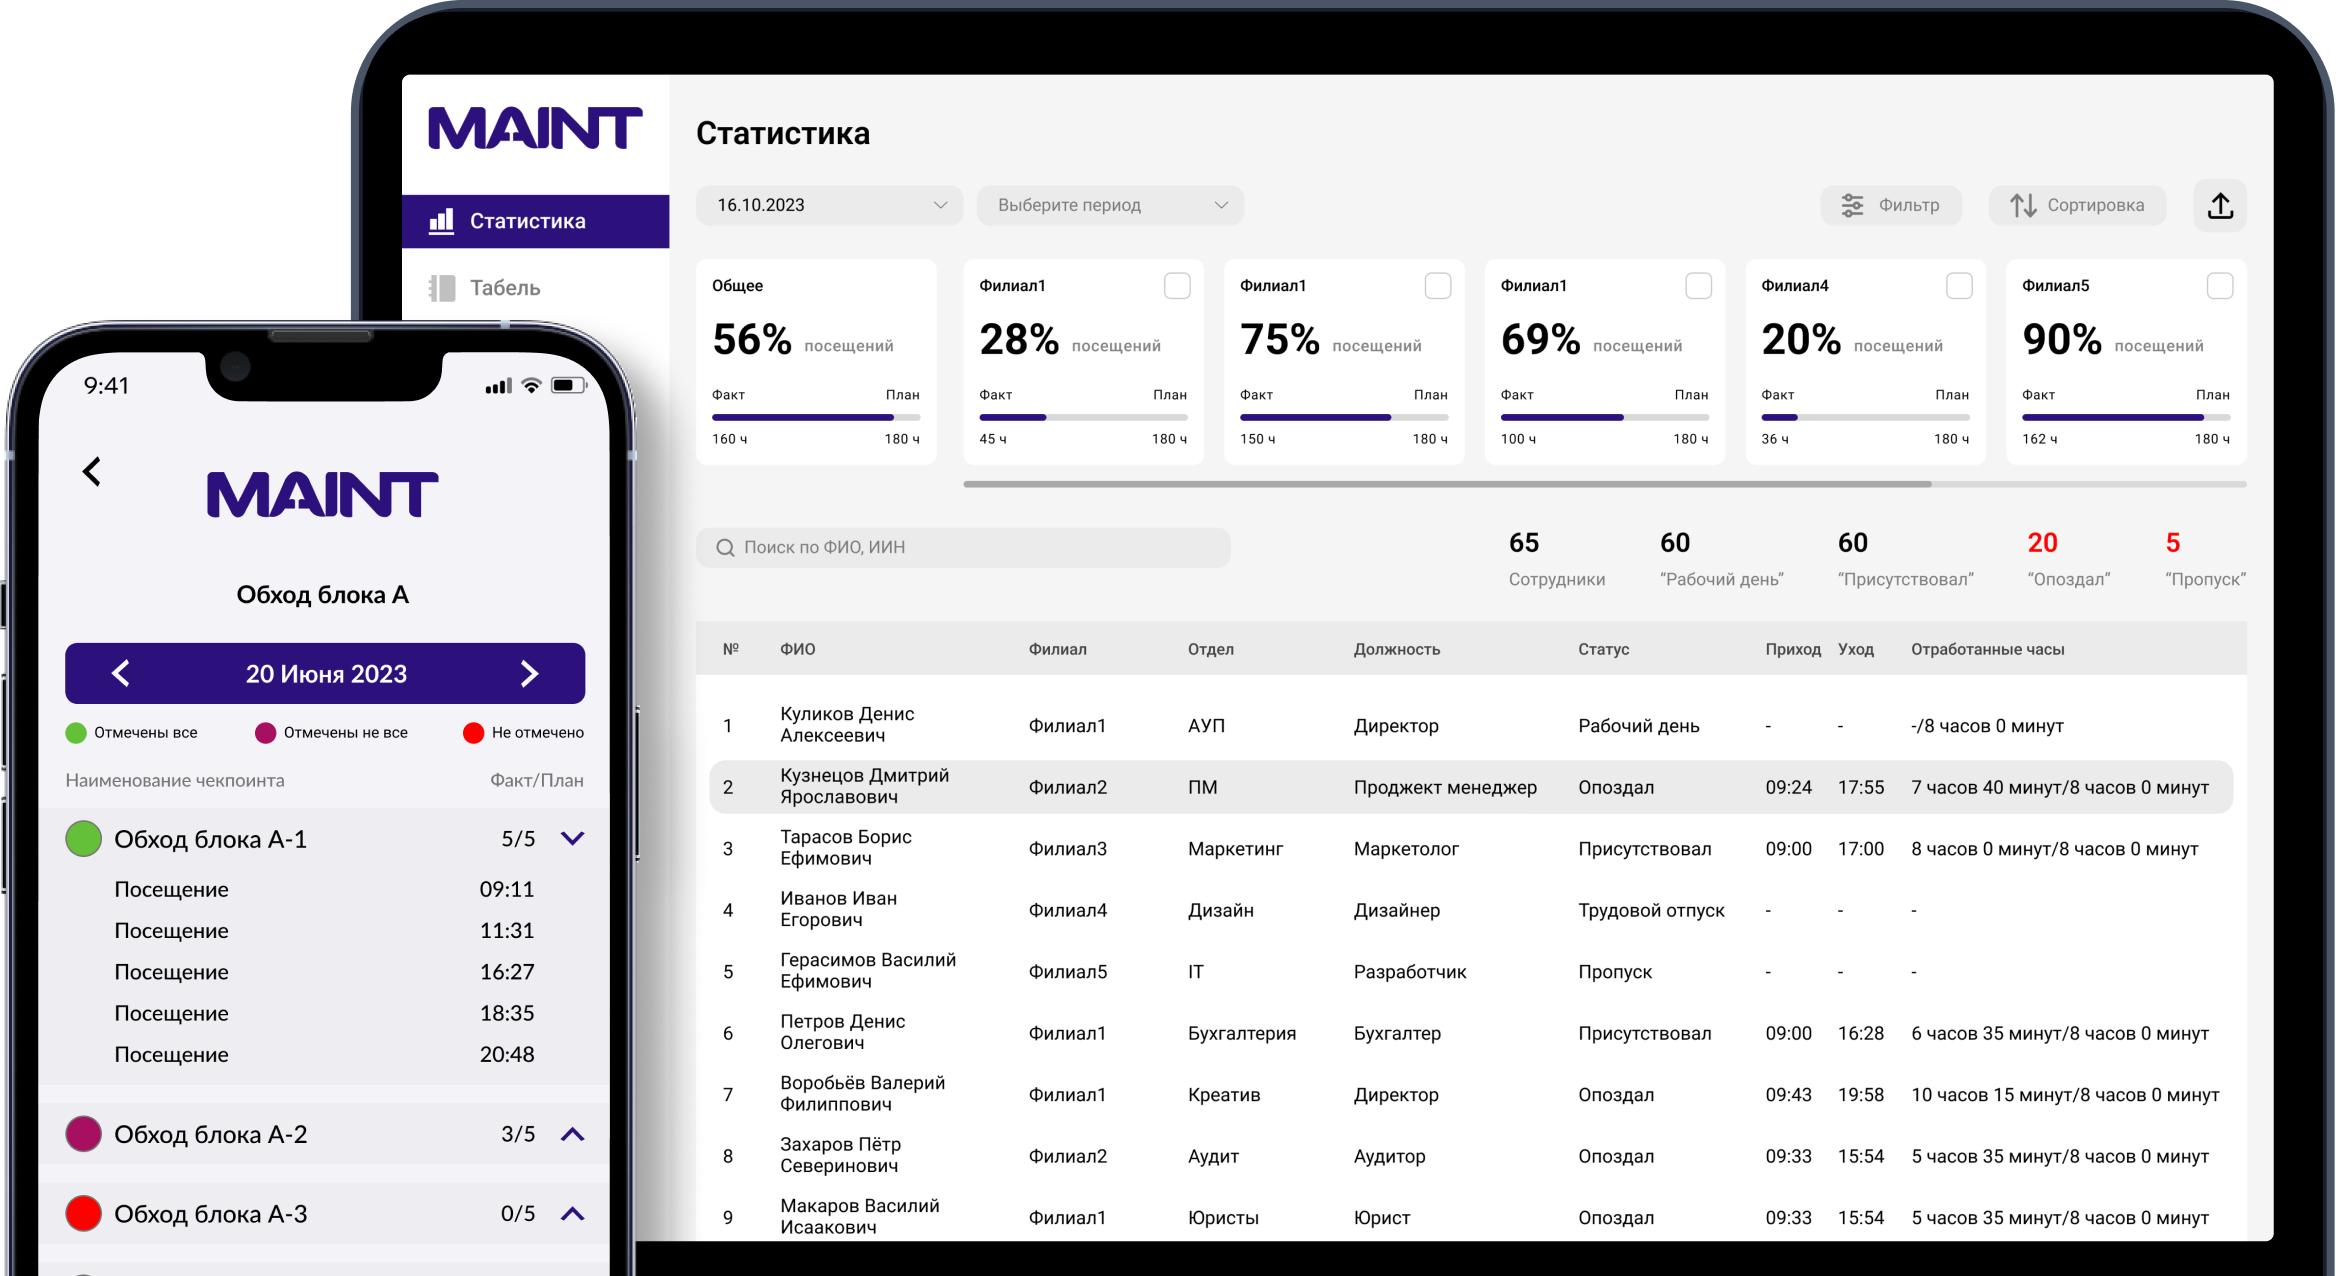 MAINT
Статистика
Табель
Статистика
16.10.2023
Выберите период
Фильтр
Сортировка
Общее
56% посещений
Факт План
160 ч 180 ч
Филиал1
28% посещений
Факт План
45 ч 180 ч
Филиал1
75% посещений
Факт План
150 ч 180 ч
Филиал1
69% посещений
Факт План
100 ч 180 ч
Филиал4
20% посещений
Факт План
36 ч 180 ч
Филиал5
90% посещений
Факт План
162 ч 180 ч
Поиск по ФИО, ИИН
65 60 60 20 5
Сотрудники “Рабочий день” “Присутствовал” “Опоздал” “Пропуск”
№ ФИО Филиал Отдел Должность Статус Приход Уход Отработанные часы
1 Куликов Денис Алексеевич Филиал1 АУП Директор Рабочий день - - -/8 часов 0 минут
2 Кузнецов Дмитрий Ярославович Филиал2 ПМ Проджект менеджер Опоздал 09:24 17:55 7 часов 40 минут/8 часов 0 минут
3 Тарасов Борис Ефимович Филиал3 Маркетинг Маркетолог Присутствовал 09:00 17:00 8 часов 0 минут/8 часов 0 минут
4 Иванов Иван Егорович Филиал4 Дизайн Дизайнер Трудовой отпуск - - -
5 Герасимов Василий Ефимович Филиал5 IT Разработчик Пропуск - - -
6 Петров Денис Олегович Филиал1 Бухгалтерия Бухгалтер Присутствовал 09:00 16:28 6 часов 35 минут/8 часов 0 минут
7 Воробьёв Валерий Филиппович Филиал1 Креатив Директор Опоздал 09:43 19:58 10 часов 15 минут/8 часов 0 минут
8 Захаров Пётр Северинович Филиал2 Аудит Аудитор Опоздал 09:33 15:54 5 часов 35 минут/8 часов 0 минут
9 Макаров Василий Исаакович Филиал1 Юристы Юрист Опоздал 09:33 15:54 5 часов 35 минут/8 часов 0 минут
9:41
MAINT
Обход блока А
20 Июня 2023
Отмечены все Отмечены не все Не отмечено
Наименование чекпоинта Факт/План
Обход блока А-1 5/5
Посещение 09:11
Посещение 11:31
Посещение 16:27
Посещение 18:35
Посещение 20:48
Обход блока А-2 3/5
Обход блока А-3 0/5